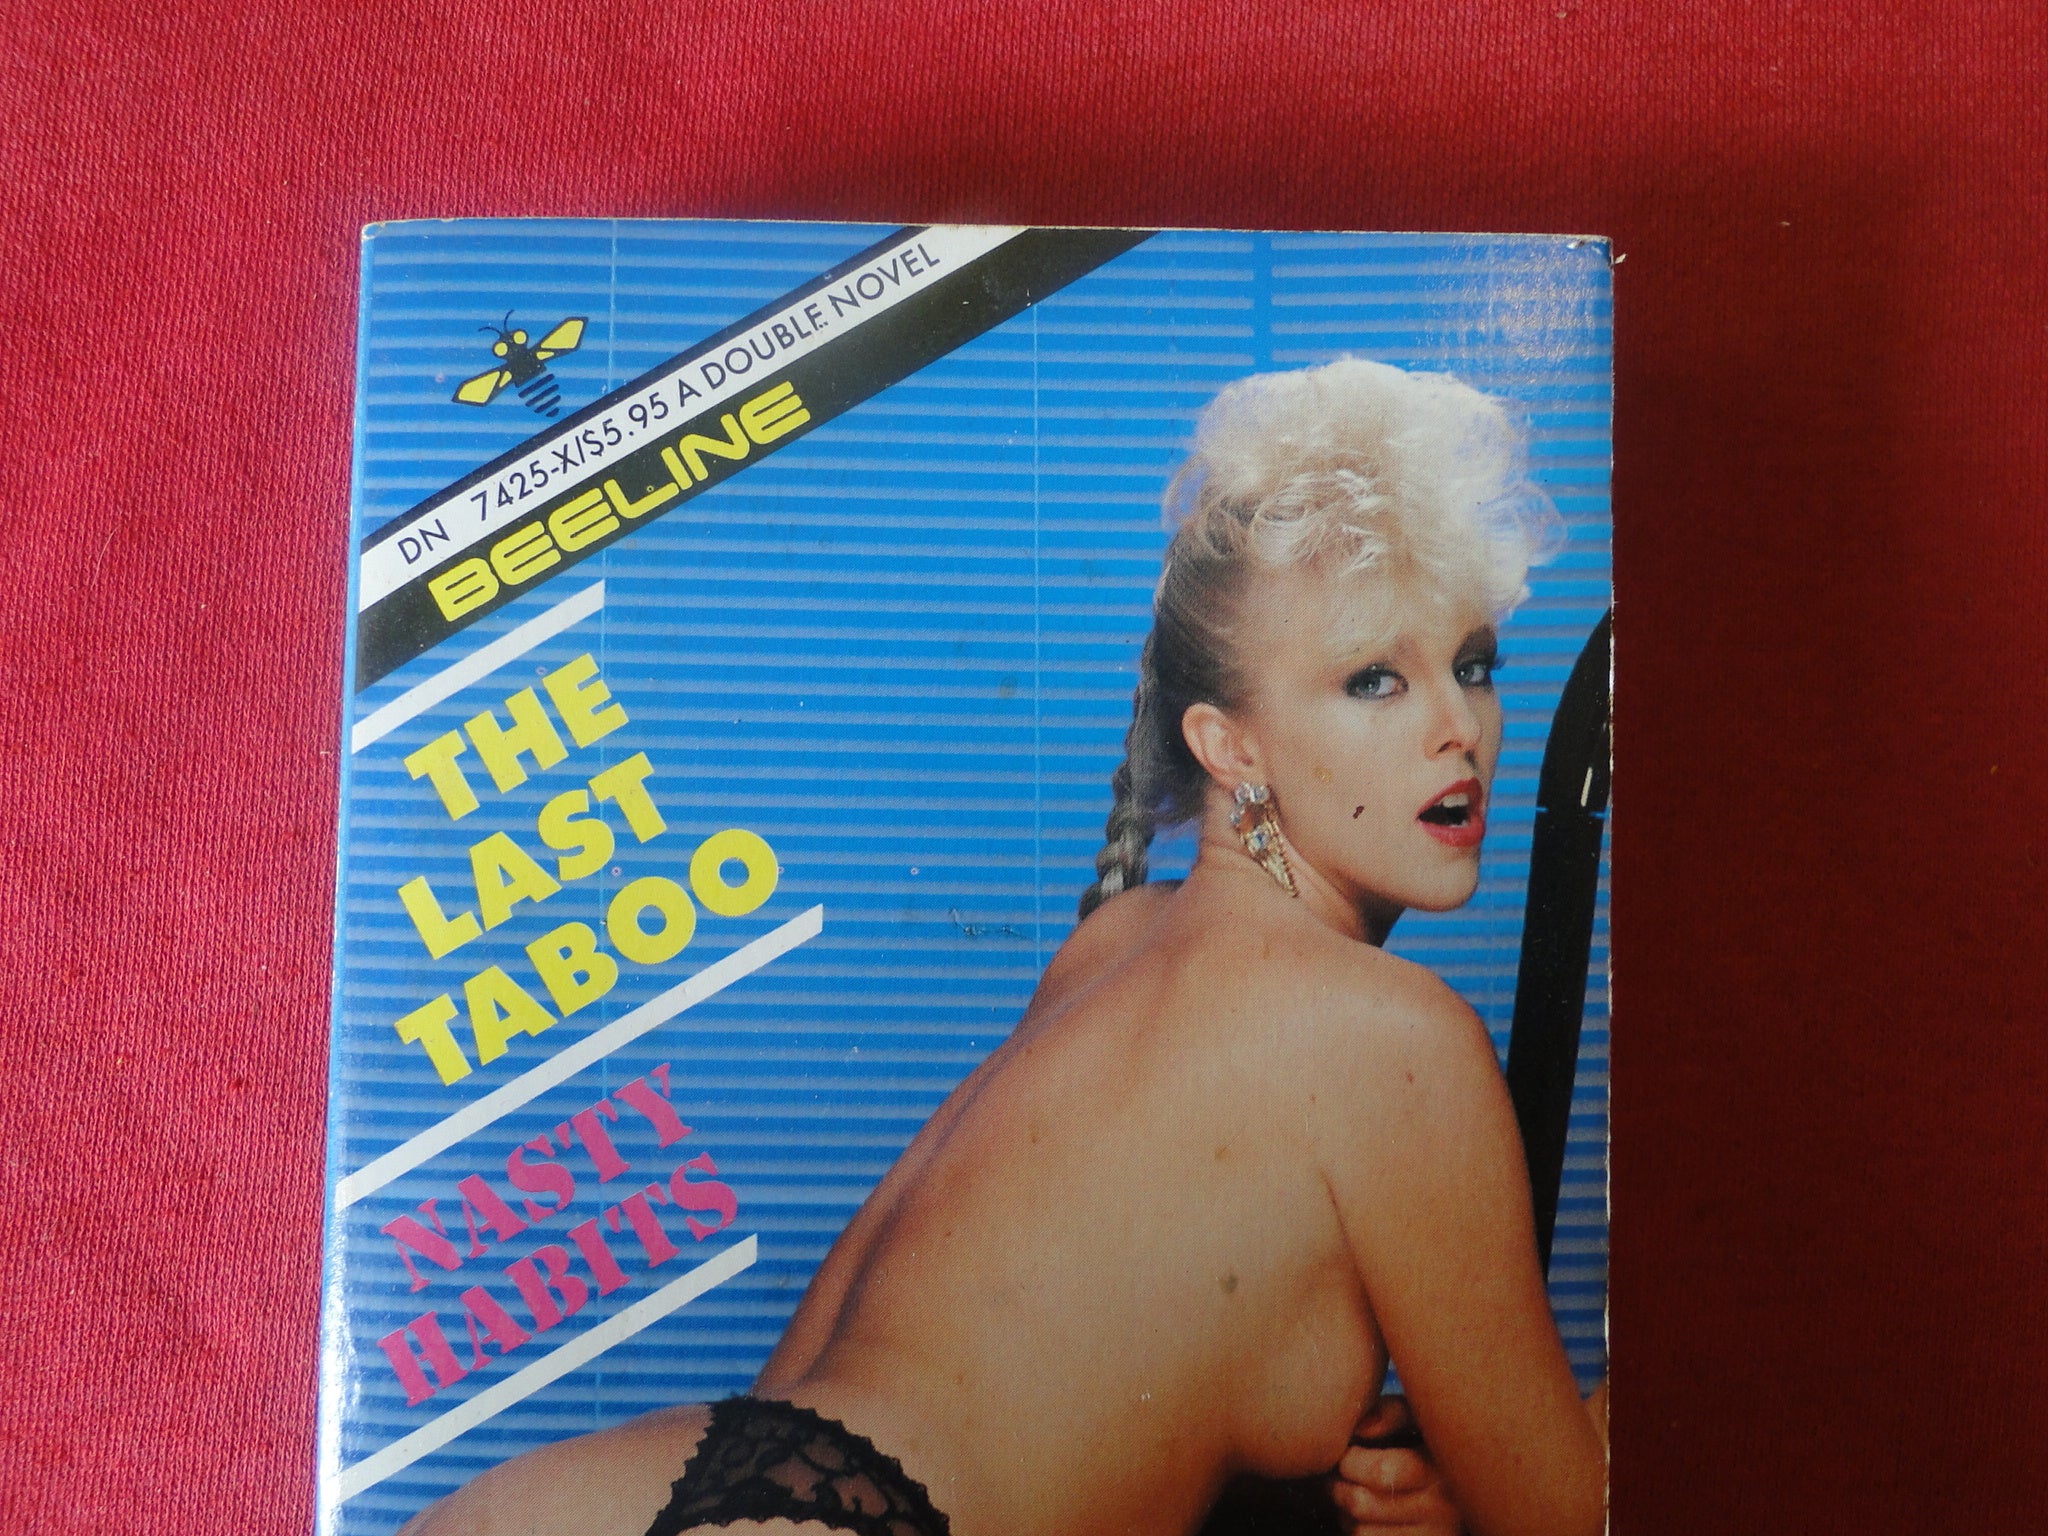 DN 7425-X/$5.95 A DOUBLE NOVEL
BEELINE
THE
LAST
TABOO
NASTY
HABITS